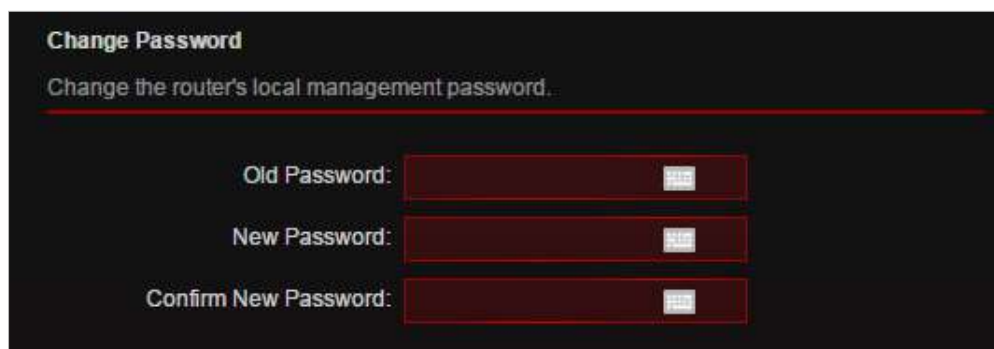 Change Password
Change the router's local management password.
Old Password:
New Password:
Confirm New Password: